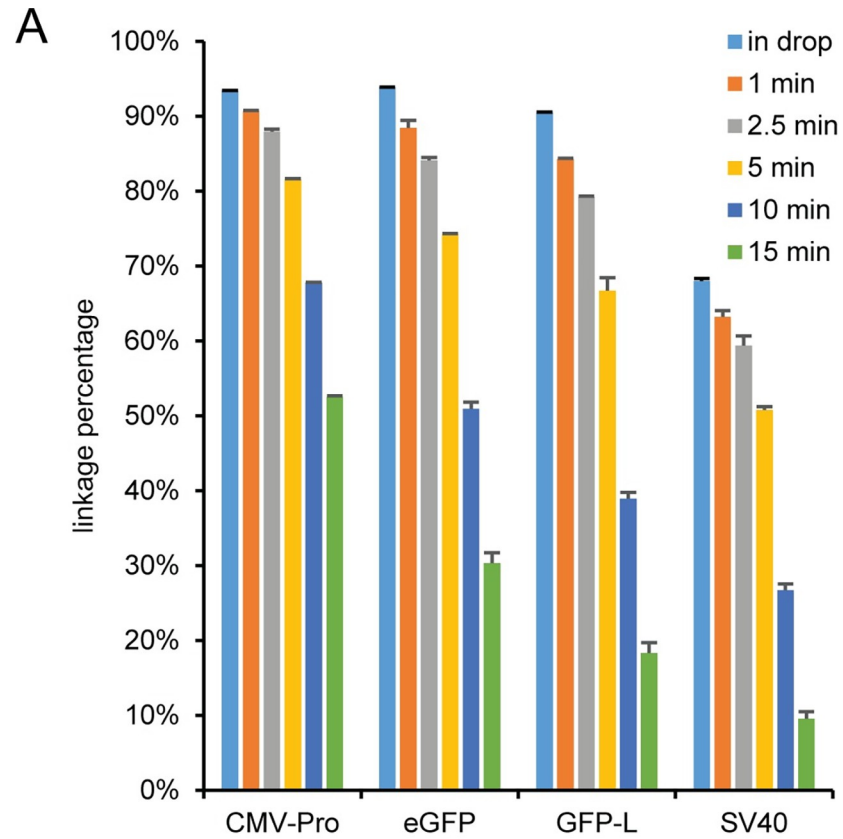 A
100%
90%
80%
70%
60%
50%
40%
30%
20%
10%
0%
linkage percentage
in drop
1 min
2.5 min
5 min
10 min
15 min
CMV-Pro eGFP GFP-L SV40